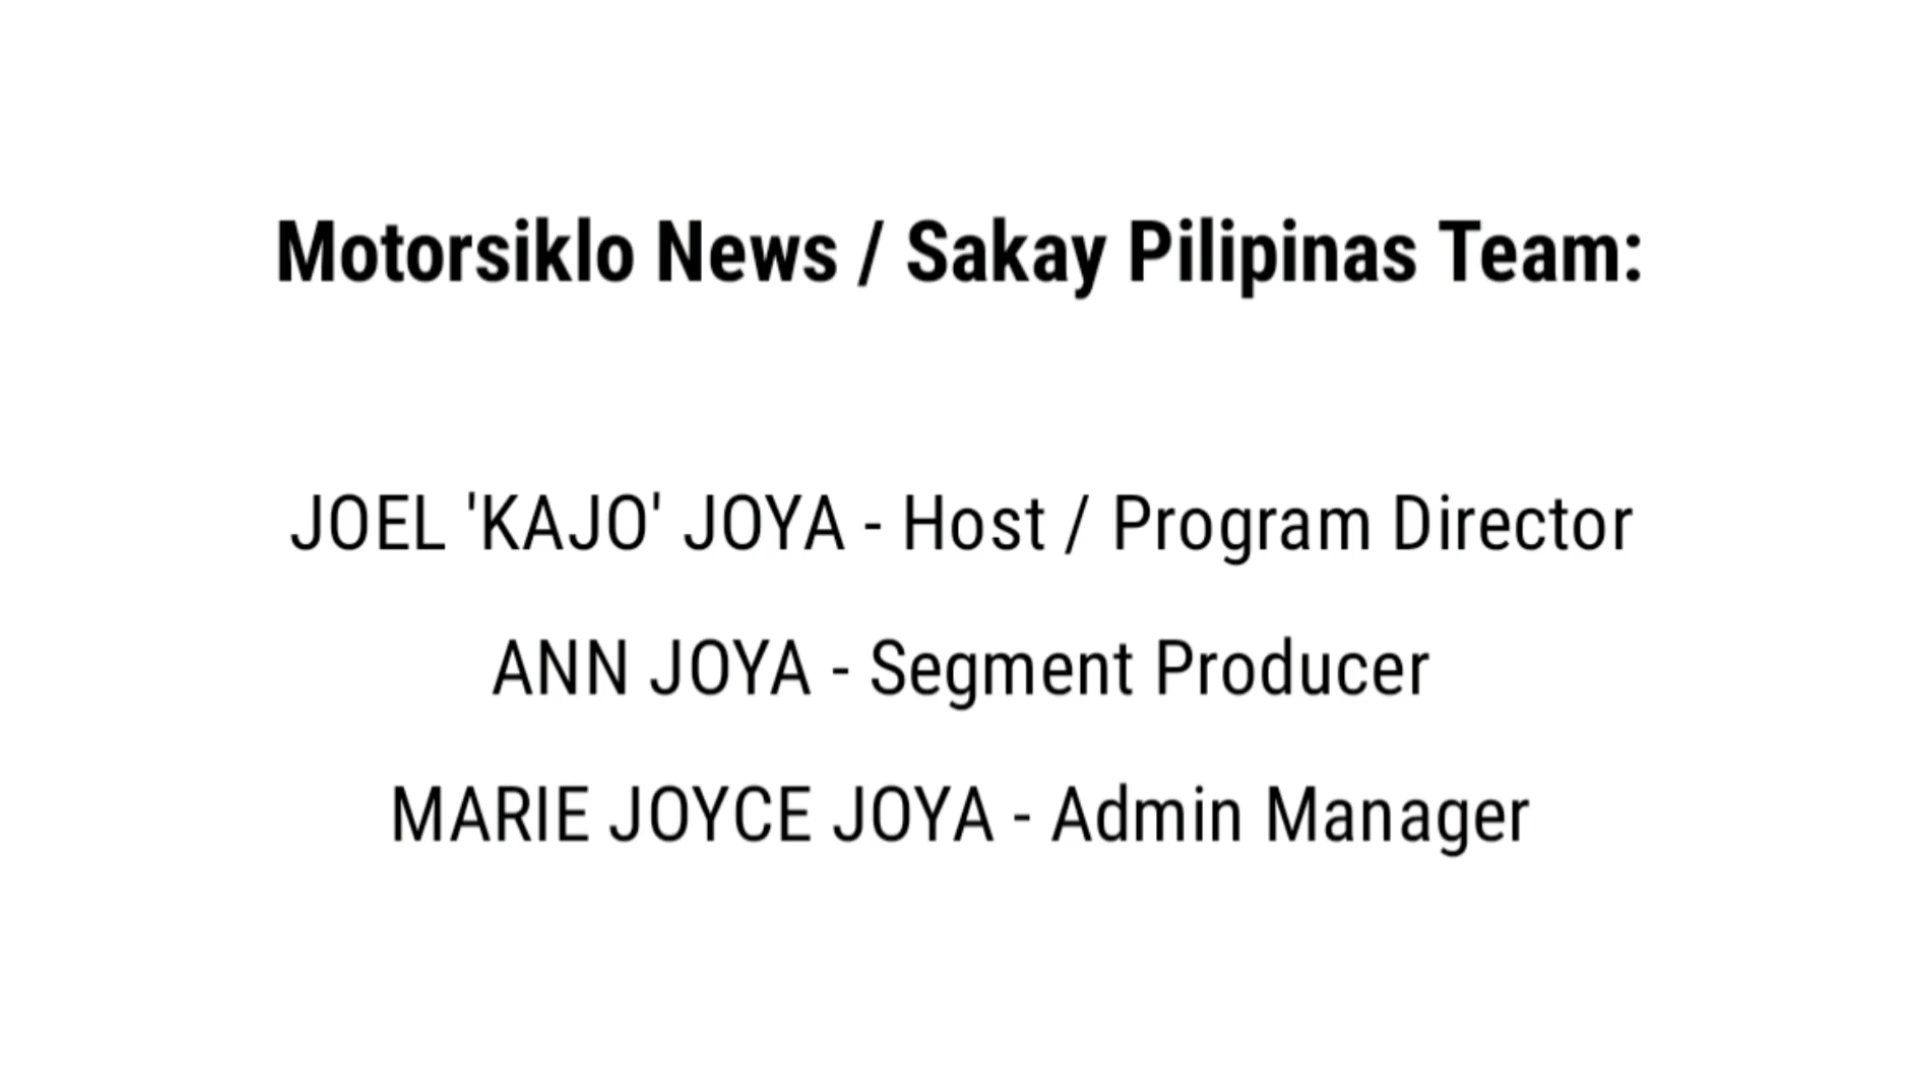 Motorsiklo News / Sakay Pilipinas Team:
JOEL 'KAJO' JOYA - Host / Program Director
ANN JOYA - Segment Producer
MARIE JOYCE JOYA - Admin Manager